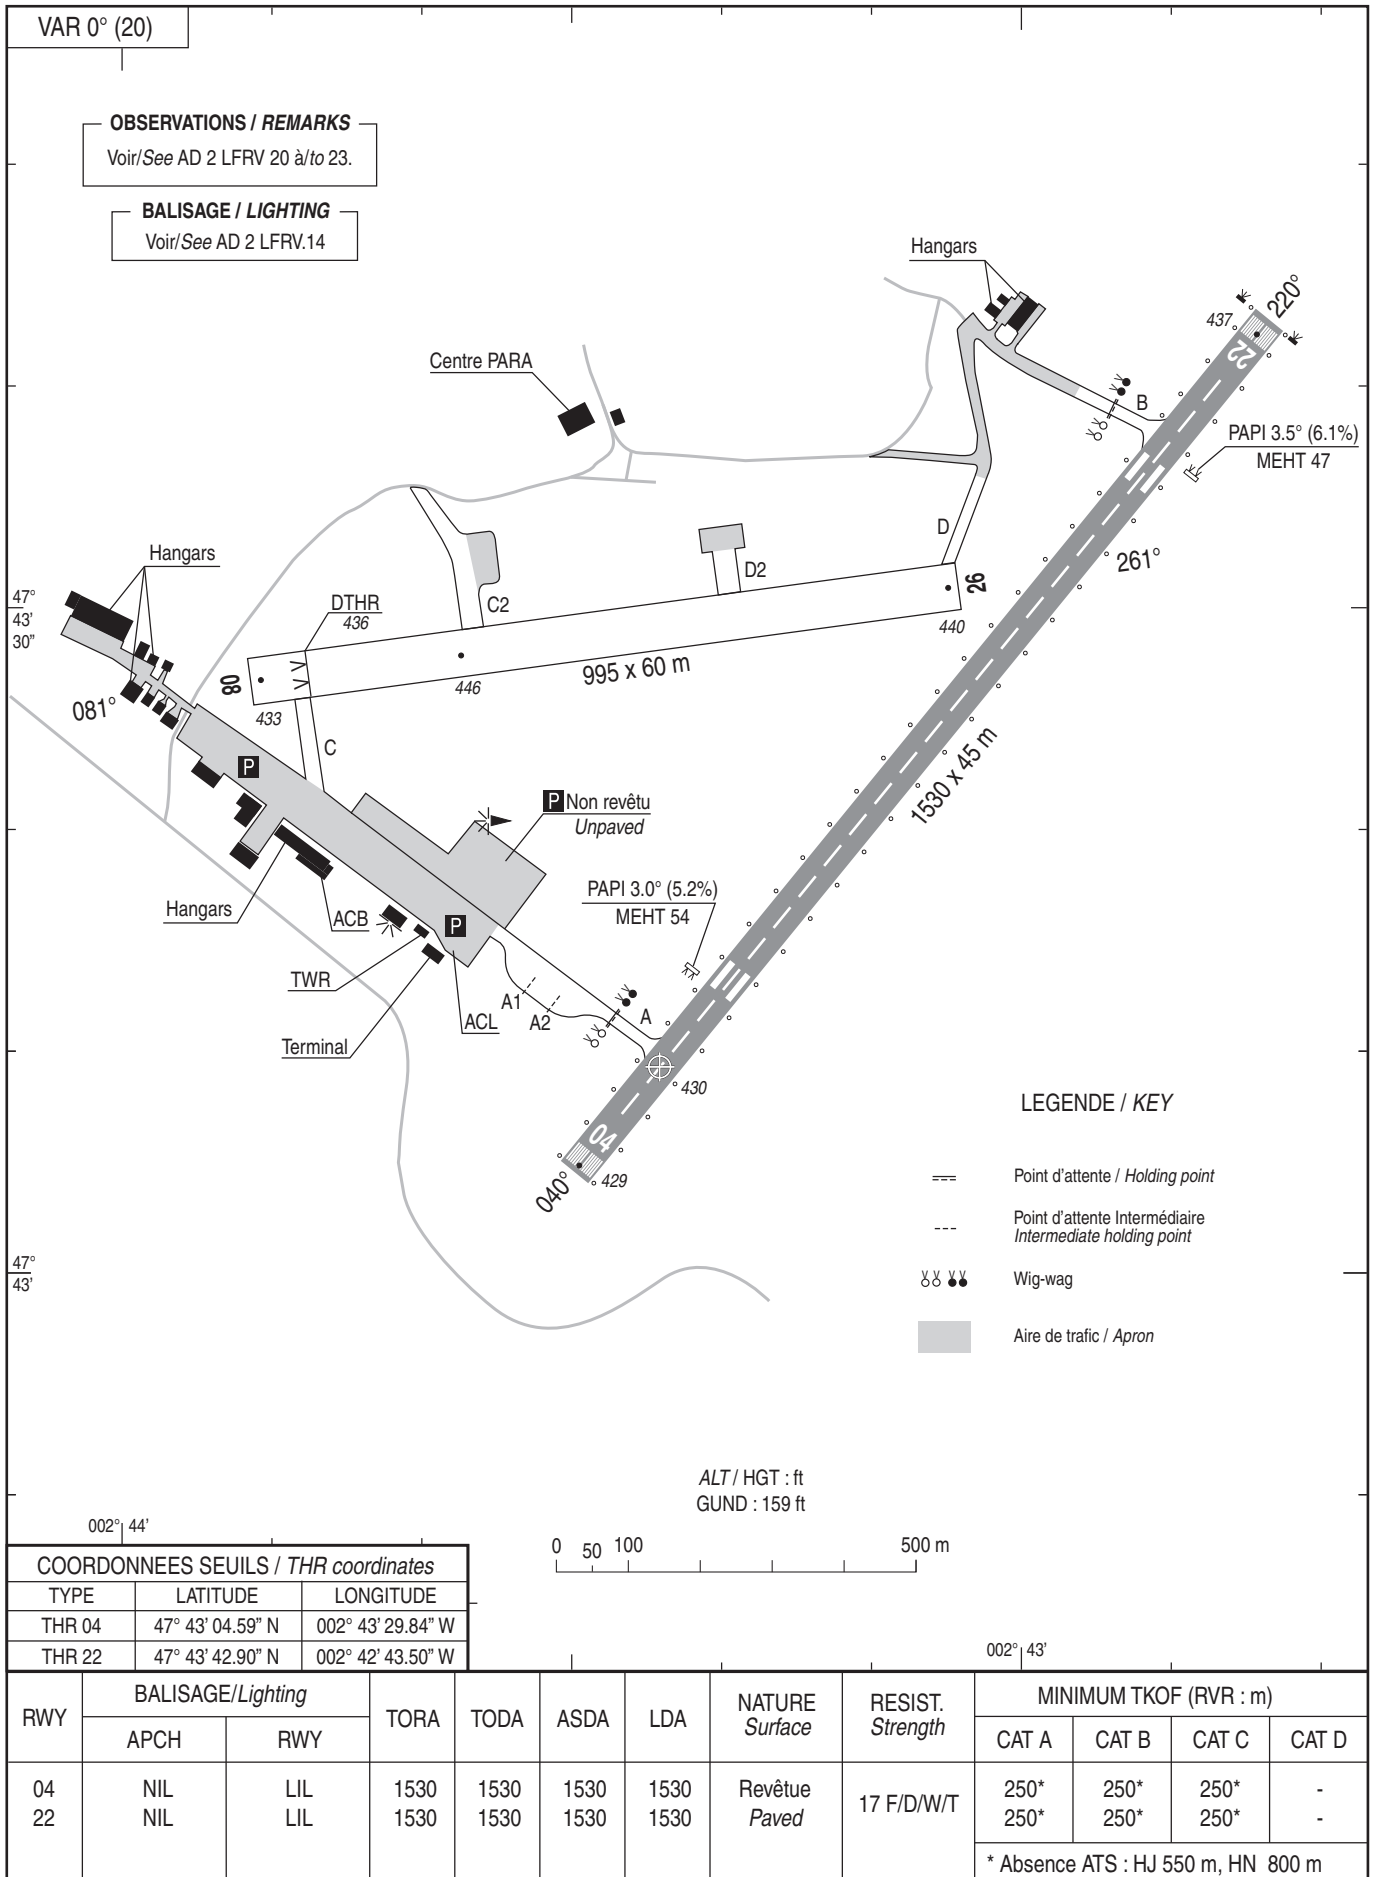 VAR 0° (20)
OBSERVATIONS / REMARKS
Voir/See AD 2 LFRV 20 à/to 23.
BALISAGE / LIGHTING
Voir/See AD 2 LFRV.14
Hangars
220°
437
22
Centre PARA
B
PAPI 3.5° (6.1%)
MEHT 47
D
261°
Hangars
D2
26
47°
43'
30"
DTHR
436
C2
440
08
995 x 60 m
446
081°
433
C
P
1530 x 45 m
P Non revêtu
Unpaved
PAPI 3.0° (5.2%)
MEHT 54
Hangars
ACB
P
TWR
A1
A2
A
ACL
Terminal
430
04
040°
429
LEGENDE / KEY
Point d'attente / Holding point
Point d'attente Intermédiaire
Intermediate holding point
Wig-wag
Aire de trafic / Apron
47°
43'
ALT / HGT : ft
GUND : 159 ft
002° 44'
0 50 100 500 m
COORDONNEES SEUILS / THR coordinates
TYPE LATITUDE LONGITUDE
THR 04 47° 43' 04.59” N 002° 43' 29.84” W
THR 22 47° 43' 42.90” N 002° 42' 43.50” W
002° 43'
RWY BALISAGE/Lighting TORA TODA ASDA LDA NATURE Surface RESIST. Strength MINIMUM TKOF (RVR : m)
APCH RWY CAT A CAT B CAT C CAT D
04 NIL LIL 1530 1530 1530 1530 Revêtue 17 F/D/W/T 250* 250* 250* -
22 NIL LIL 1530 1530 1530 1530 Paved 250* 250* 250* -
* Absence ATS : HJ 550 m, HN 800 m